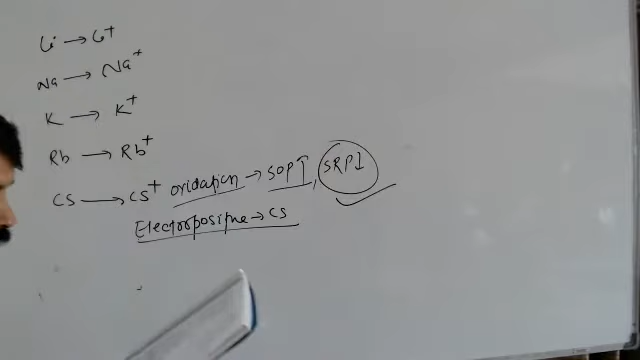 Li → Li⁺
Na → Na⁺
K → K⁺
Rb → Rb⁺
Cs → Cs⁺ oxidation → SOP↑, SRP↓
Electropositive → Cs